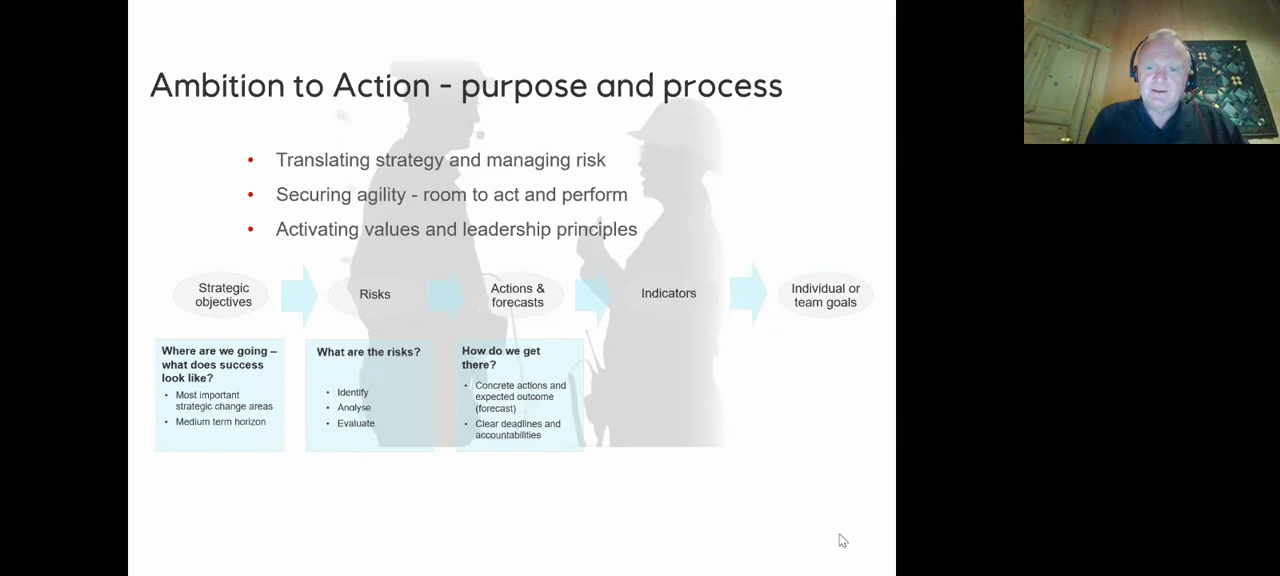 Ambition to Action - purpose and process
• Translating strategy and managing risk
• Securing agility - room to act and perform
• Activating values and leadership principles
Strategic
objectives
Risks
Actions &
forecasts
Indicators
Individual or
team goals
Where are we going –
what does success
look like?
• Most important
strategic change areas
• Medium term horizon
What are the risks?
• Identify
• Analyse
• Evaluate
How do we get
there?
• Concrete actions and
expected outcome
(forecast)
• Clear deadlines and
accountabilities